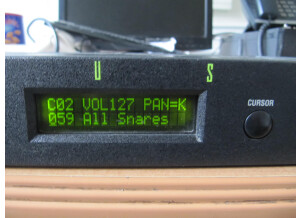 U S
C02 VOL127 PAN=K
059 All Snares
CURSOR